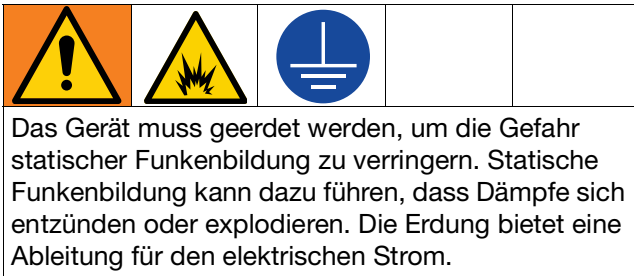 Das Gerät muss geerdet werden, um die Gefahr
statischer Funkenbildung zu verringern. Statische
Funkenbildung kann dazu führen, dass Dämpfe sich
entzünden oder explodieren. Die Erdung bietet eine
Ableitung für den elektrischen Strom.